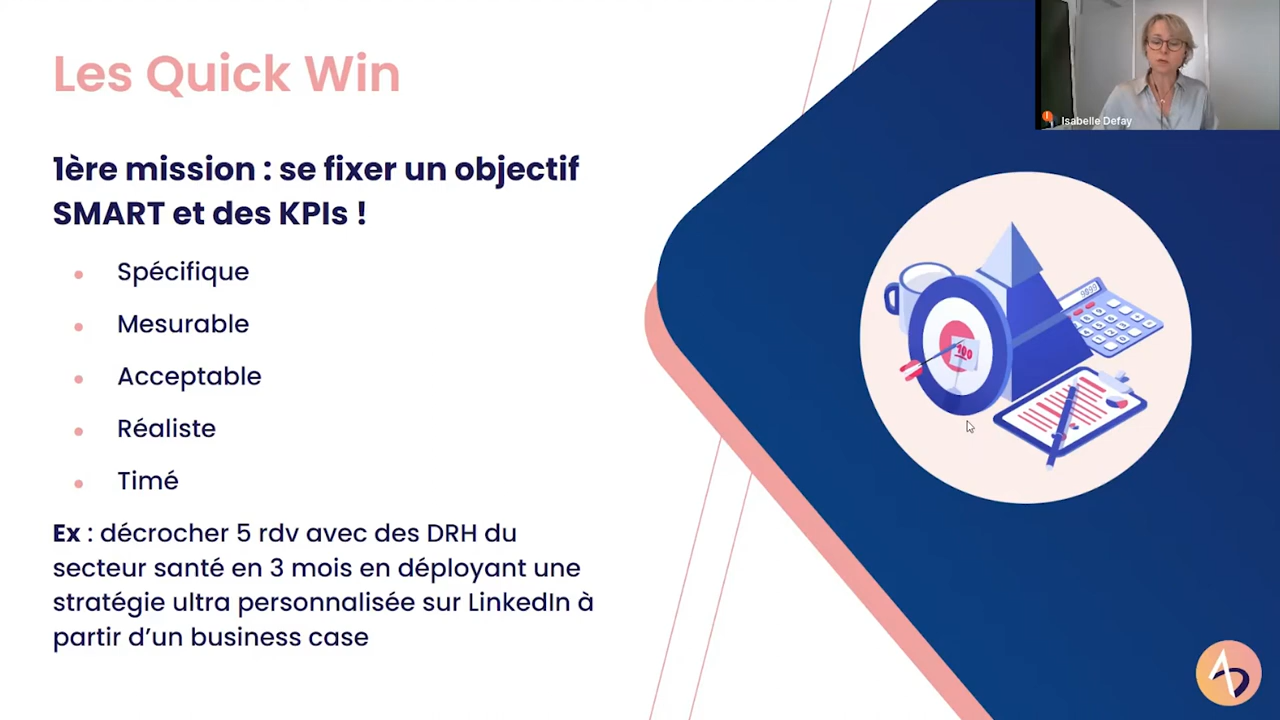 Les Quick Win
Isabelle Defay
1ère mission : se fixer un objectif
SMART et des KPIs !
Spécifique
Mesurable
Acceptable
Réaliste
Timé
Ex : décrocher 5 rdv avec des DRH du
secteur santé en 3 mois en déployant une
stratégie ultra personnalisée sur LinkedIn à
partir d’un business case
100